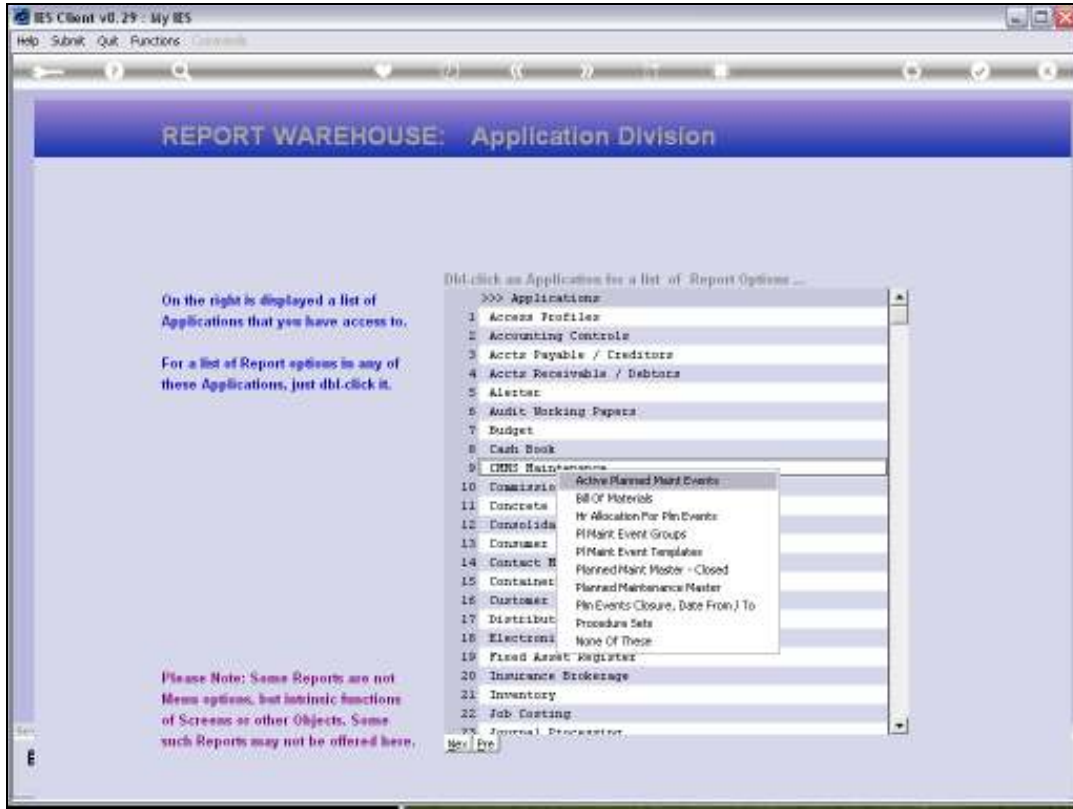 IES Client v0.29 : My IES
Help Submit Quit Functions Commands
REPORT WAREHOUSE: Application Division
Dbl-click an Application for a list of Report Options ...
On the right is displayed a list of
Applications that you have access to.
For a list of Report options in any of
these Applications, just dbl-click it.
>>> Applications
1 Access Profiles
2 Accounting Controls
3 Accts Payable / Creditors
4 Accts Receivable / Debtors
5 Alerter
6 Audit Working Papers
7 Budget
8 Cash Book
9 CMMS Maintenance
10 Commissio
11 Concrete
12 Consolida
13 Consumer
14 Contact M
15 Container
16 Customer
17 Distribut
18 Electroni
19 Fixed Asset Register
20 Insurance Brokerage
21 Inventory
22 Job Costing
23 Journal Processing
Active Planned Maint Events
Bill Of Materials
Hr Allocation For Plm Events
Pl Maint Event Groups
Pl Maint Event Templates
Planned Maint Master - Closed
Planned Maintenance Master
Plm Events Closure, Date From / To
Procedure Sets
None Of These
Please Note: Some Reports are not
Menu options, but intrinsic functions
of Screens or other Objects. Some
such Reports may not be offered here.
Nex Pre